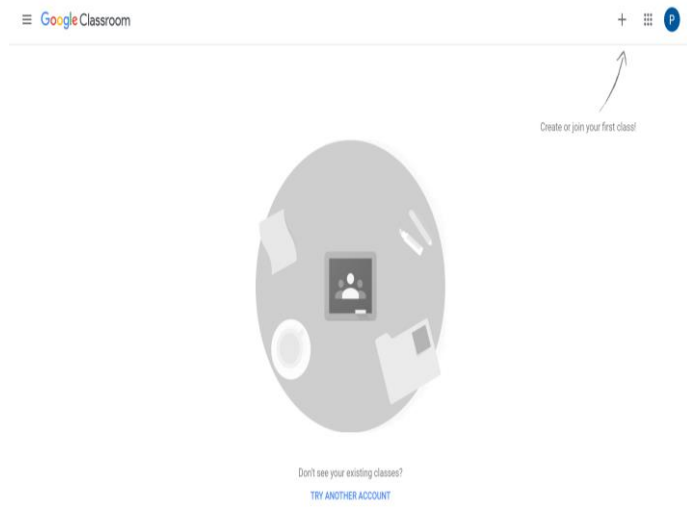 Google Classroom
P
Create or join your first class!
Don't see your existing classes?
TRY ANOTHER ACCOUNT